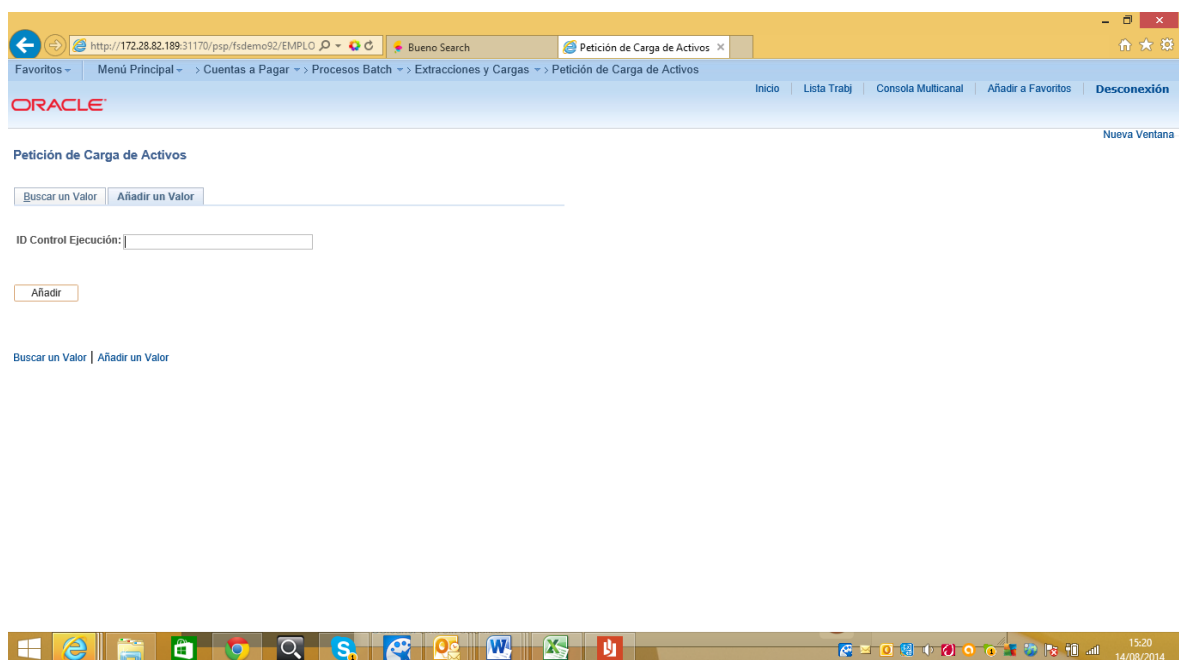 http://172.28.82.189:31170/psp/fsdemo92/EMPLO
Bueno Search
Petición de Carga de Activos
Favoritos
Menú Principal > Cuentas a Pagar > Procesos Batch > Extracciones y Cargas > Petición de Carga de Activos
Inicio
Lista Trabj
Consola Multicanal
Añadir a Favoritos
Desconexión
ORACLE
Nueva Ventana
Petición de Carga de Activos
Buscar un Valor
Añadir un Valor
ID Control Ejecución:
Añadir
Buscar un Valor | Añadir un Valor
15:20
14/08/2014